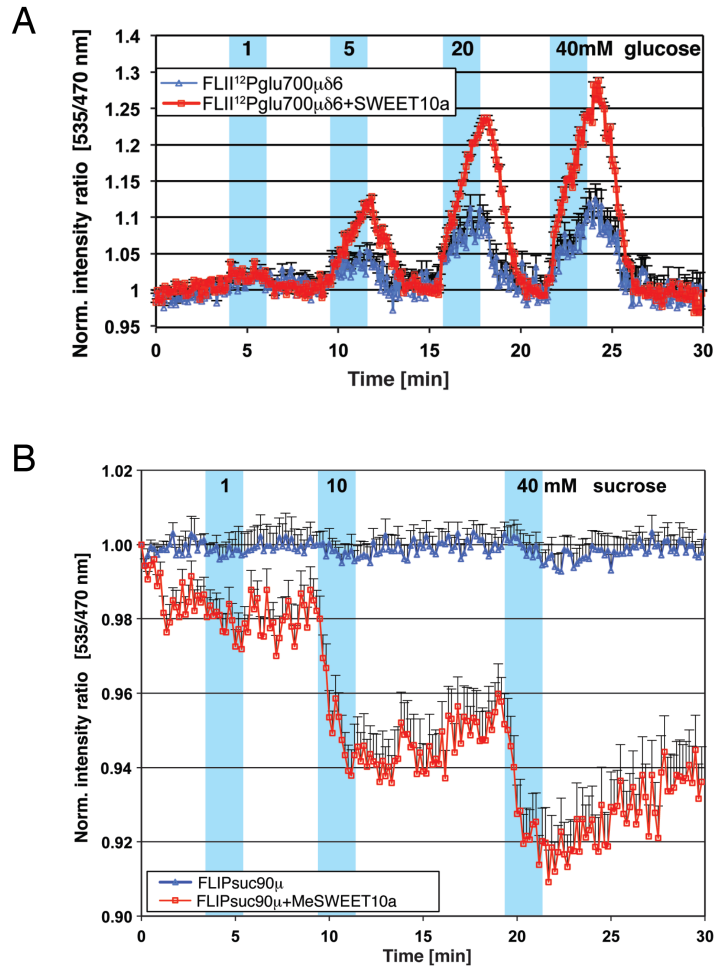 A
1 5 20 40mM glucose
FLII¹²Pglu700μδ6
FLII¹²Pglu700μδ6+SWEET10a
Norm. intensity ratio [535/470 nm]
1.4
1.3
1.25
1.2
1.15
1.1
1.05
1
0.95
0 5 10 15 20 25 30
Time [min]
B
1 10 40 mM sucrose
Norm. intensity ratio [535/470 nm]
1.02
1.00
0.98
0.96
0.94
0.92
0.90
FLIPsuc90μ
FLIPsuc90μ+MeSWEET10a
0 5 10 15 20 25 30
Time [min]